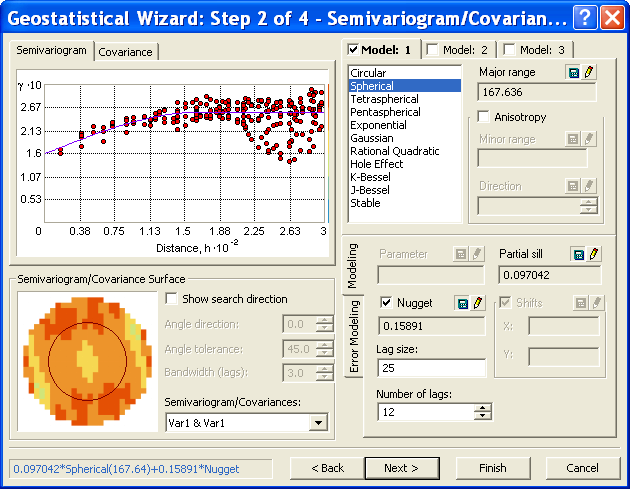 Geostatistical Wizard: Step 2 of 4 - Semivariogram/Covarian...
Semivariogram
Covariance
γ ·10
2.67
2.13
1.6
1.07
0.53
0 0.38 0.75 1.13 1.5 1.88 2.25 2.63 3
Distance, h ·10⁻²
Semivariogram/Covariance Surface
Show search direction
Angle direction: 0.0
Angle tolerance: 45.0
Bandwidth (lags): 3.0
Semivariogram/Covariances:
Var1 & Var1
Model: 1
Model: 2
Model: 3
Circular
Spherical
Tetraspherical
Pentaspherical
Exponential
Gaussian
Rational Quadratic
Hole Effect
K-Bessel
J-Bessel
Stable
Major range
167.636
Anisotropy
Minor range
Direction
Modeling
Error Modeling
Parameter
Partial sill
0.097042
Nugget
0.15891
Shifts
X:
Y:
Lag size:
25
Number of lags:
12
0.097042*Spherical(167.64)+0.15891*Nugget
< Back
Next >
Finish
Cancel